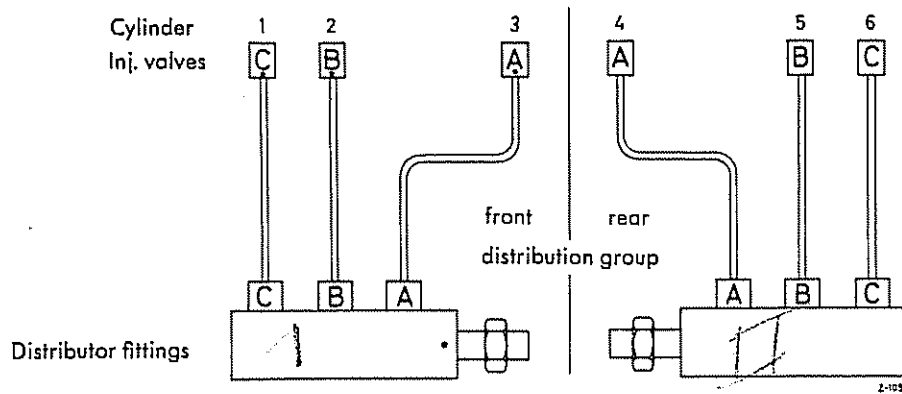 Cylinder 1 2 3 4 5 6
Inj. valves C B A A B C
front rear
distribution group
C B A A B C
Distributor fittings